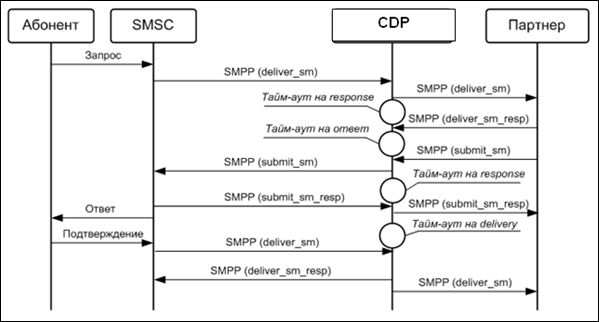 Абонент
SMSC
CDP
Партнер
Запрос
SMPP (deliver_sm)
SMPP (deliver_sm)
Тайм-аут на response
SMPP (deliver_sm_resp)
Тайм-аут на ответ
SMPP (submit_sm)
SMPP (submit_sm)
Тайм-аут на response
SMPP (submit_sm_resp)
SMPP (submit_sm_resp)
Ответ
Тайм-аут на delivery
Подтверждение
SMPP (deliver_sm)
SMPP (deliver_sm_resp)
SMPP (deliver_sm)